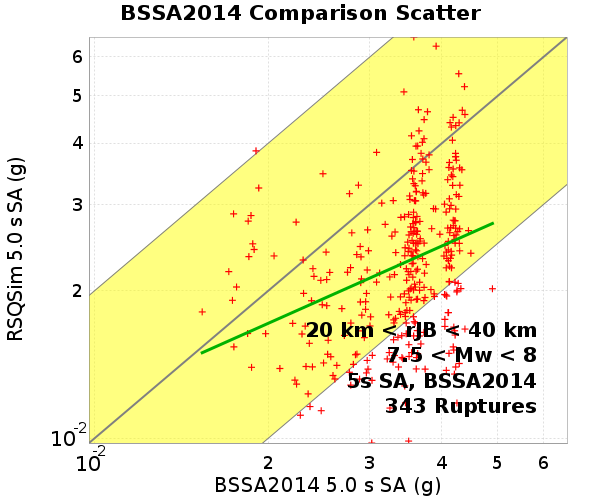 BSSA2014 Comparison Scatter
RSQSim 5.0 s SA (g)
6
5
4
3
2
10-2
20 km < rJB < 40 km
7.5 < Mw < 8
5s SA, BSSA2014
343 Ruptures
10-2 2 3 4 5 6
BSSA2014 5.0 s SA (g)